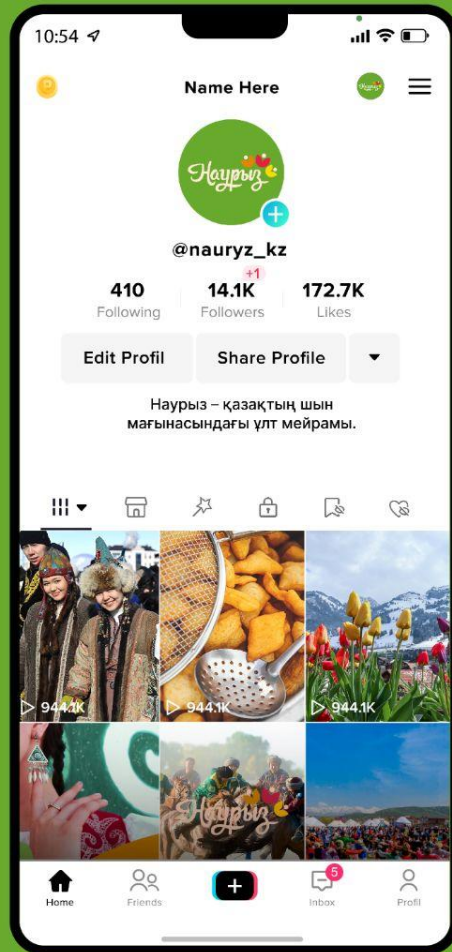 10:54
Name Here
Наурыз
Наурыз
@nauryz_kz
+1
410
14.1K
172.7K
Following
Followers
Likes
Edit Profil
Share Profile
Наурыз – қазақтың шын
мағынасындағы ұлт мейрамы.
944.1K
944.1K
944.1K
Наурыз
5
Home
Friends
Inbox
Profil